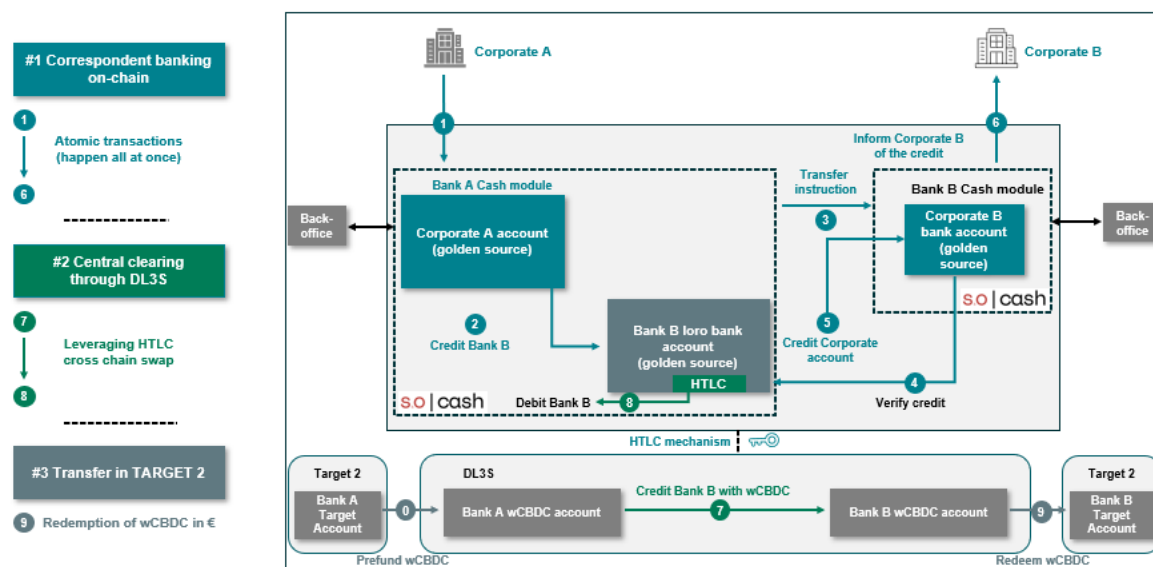 #1 Correspondent banking
on-chain
1
Atomic transactions
(happen all at once)
6
#2 Central clearing
through DL3S
7
Leveraging HTLC
cross chain swap
8
#3 Transfer in TARGET 2
9 Redemption of wCBDC in €
Corporate A
Corporate B
1
6
Inform Corporate B
of the credit
Bank A Cash module
Transfer
instruction
3
Bank B Cash module
Back-
office
Corporate A account
(golden source)
Corporate B
bank account
(golden
source)
Back-
office
s.o | cash
2
Credit Bank B
Bank B loro bank
account
(golden source)
HTLC
5
Credit Corporate
account
4
Verify credit
s.o | cash
Debit Bank B
8
HTLC mechanism
Target 2
Bank A
Target
Account
0
Prefund wCBDC
DL3S
Bank A wCBDC account
Credit Bank B with wCBDC
7
Bank B wCBDC account
9
Redeem wCBDC
Target 2
Bank B
Target
Account